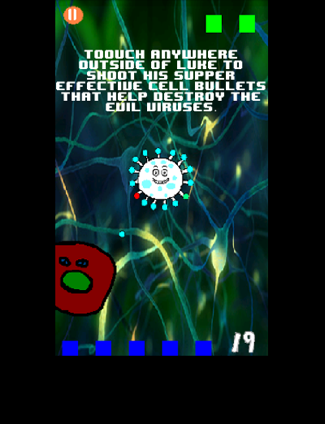 TOOUCH ANYWHERE
OUTSIDE OF LUKE TO
SHOOT HIS SUPPER
EFFECTIVE CELL BULLETS
THAT HELP DESTROY THE
EVIL VIRUSES.
19